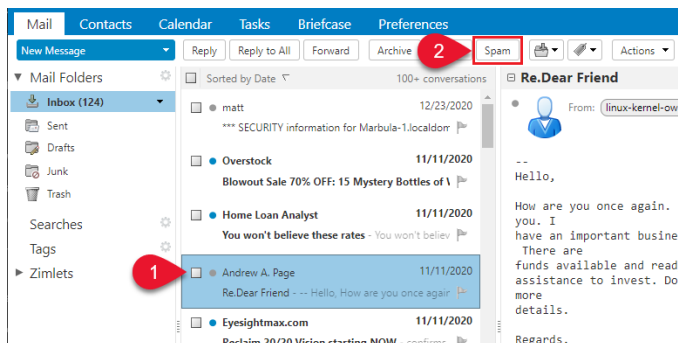 Mail Contacts Calendar Tasks Briefcase Preferences
New Message Reply Reply to All Forward Archive 2 Spam Actions
Mail Folders
Inbox (124)
Sent
Drafts
Junk
Trash
Searches
Tags
Zimlets
Sorted by Date 100+ conversations
matt 12/23/2020
*** SECURITY information for Marbula-1.localdom
Overstock 11/11/2020
Blowout Sale 70% OFF: 15 Mystery Bottles of
Home Loan Analyst 11/11/2020
You won't believe these rates - You won't believ
1
Andrew A. Page 11/11/2020
Re.Dear Friend - -- Hello, How are you once again
Eyesightmax.com 11/11/2020
Reclaim 20/20 Vision starting NOW - confirms
Re.Dear Friend
From: linux-kernel-ow
--
Hello,
How are you once again.
you. I
have an important busine
There are
funds available and read
assistance to invest. Do
more
details.
Regards.